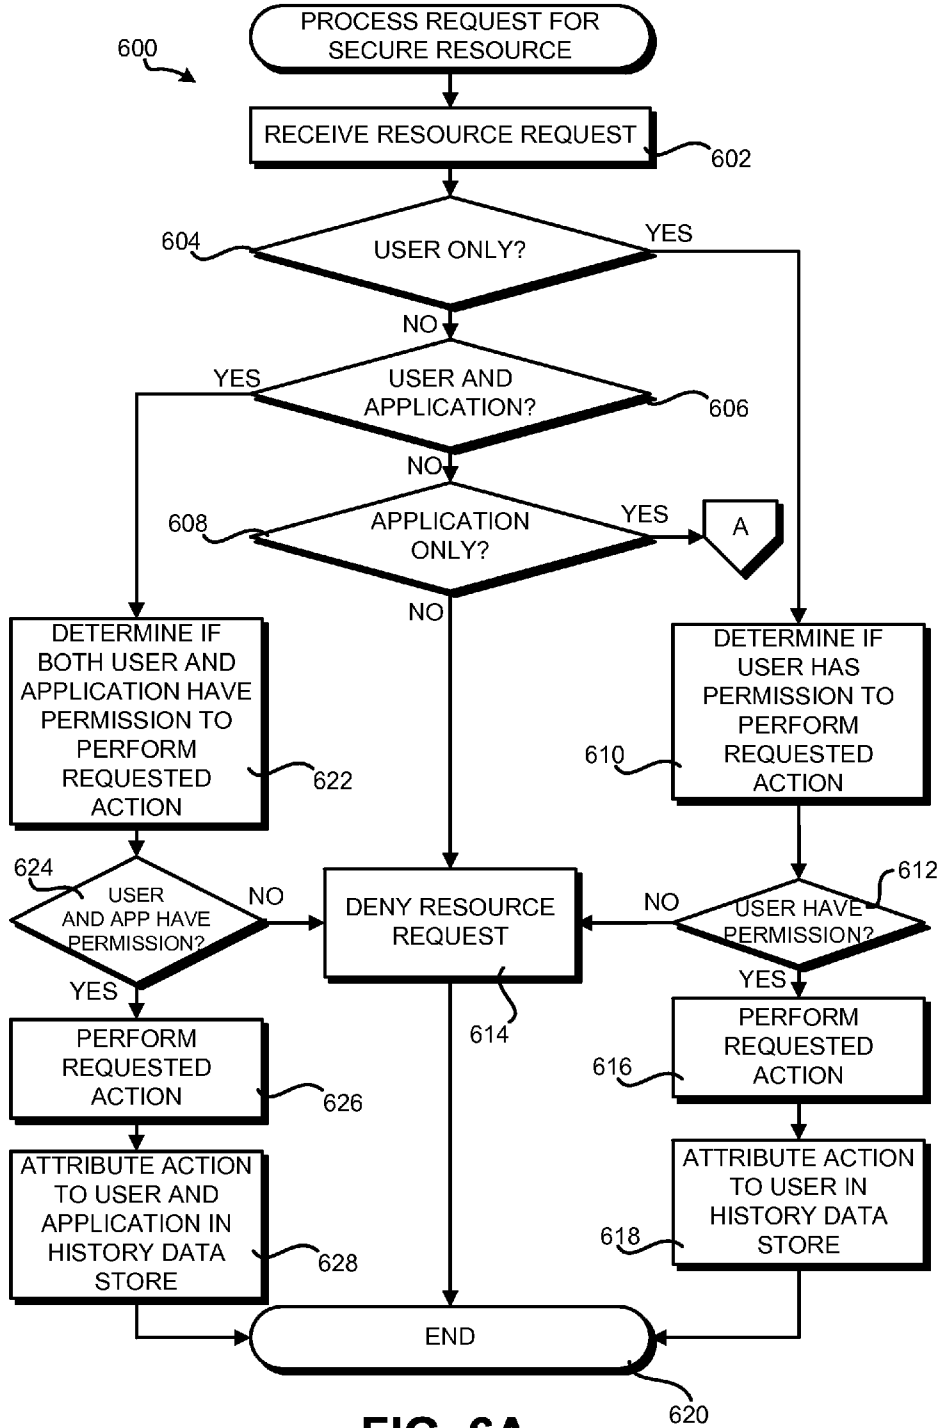 PROCESS REQUEST FOR
SECURE RESOURCE
600
RECEIVE RESOURCE REQUEST
602
604
USER ONLY?
YES
NO
YES
USER AND
APPLICATION?
606
NO
608
APPLICATION
ONLY?
YES
A
NO
DETERMINE IF
BOTH USER AND
APPLICATION HAVE
PERMISSION TO
PERFORM
REQUESTED
ACTION
622
DETERMINE IF
USER HAS
PERMISSION TO
PERFORM
REQUESTED
ACTION
610
624
USER
AND APP HAVE
PERMISSION?
NO
YES
DENY RESOURCE
REQUEST
614
NO
USER HAVE
PERMISSION?
612
YES
PERFORM
REQUESTED
ACTION
626
PERFORM
REQUESTED
ACTION
616
ATTRIBUTE ACTION
TO USER AND
APPLICATION IN
HISTORY DATA
STORE
628
ATTRIBUTE ACTION
TO USER IN
HISTORY DATA
STORE
618
END
620
FIG. 6A